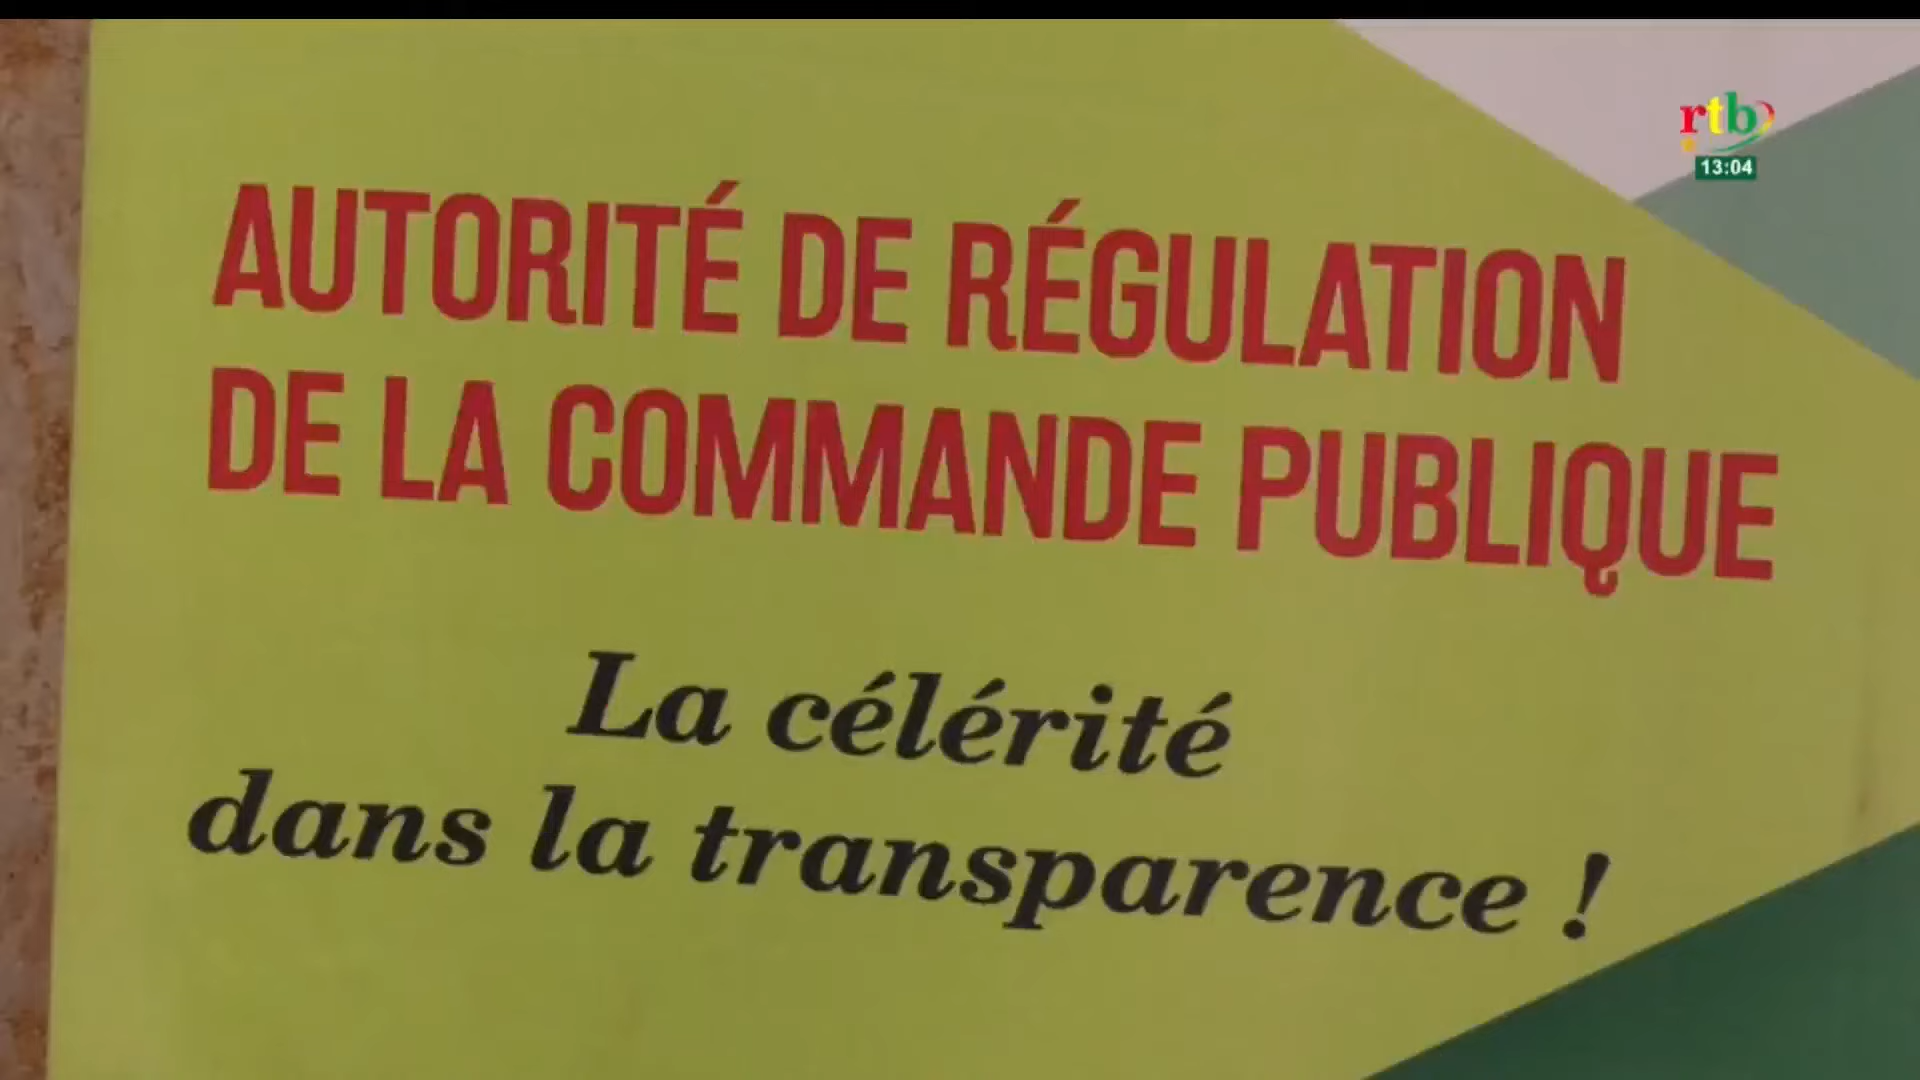 rtb
13:04
AUTORITÉ DE RÉGULATION
DE LA COMMANDE PUBLIQUE
La célérité
dans la transparence !